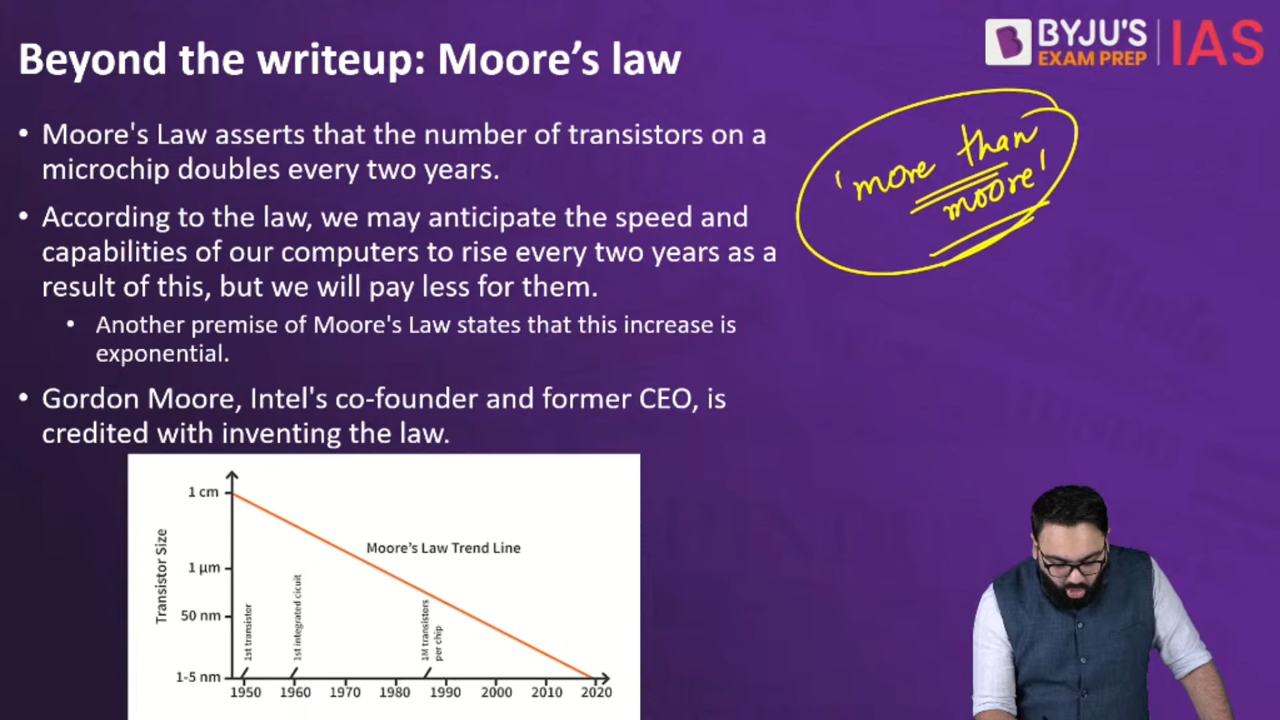 Beyond the writeup: Moore's law
BYJU'S
EXAM PREP
IAS
• Moore's Law asserts that the number of transistors on a
microchip doubles every two years.
• According to the law, we may anticipate the speed and
capabilities of our computers to rise every two years as a
result of this, but we will pay less for them.
• Another premise of Moore's Law states that this increase is
exponential.
• Gordon Moore, Intel's co-founder and former CEO, is
credited with inventing the law.
'more than
moore'
Transistor Size
1 cm
1 μm
50 nm
1-5 nm
Moore's Law Trend Line
1st transistor
1st integrated cicuit
1M transistors
per chip
1950 1960 1970 1980 1990 2000 2010 2020